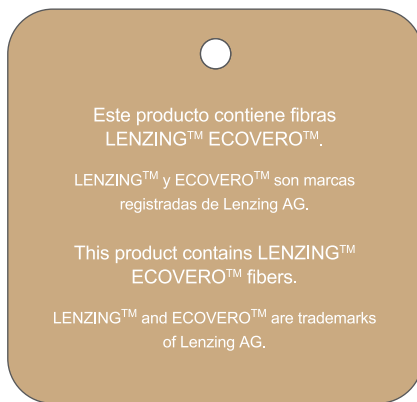 Este producto contiene fibras
LENZING™ ECOVERO™.
LENZING™ y ECOVERO™ son marcas
registradas de Lenzing AG.
This product contains LENZING™
ECOVERO™ fibers.
LENZING™ and ECOVERO™ are trademarks
of Lenzing AG.